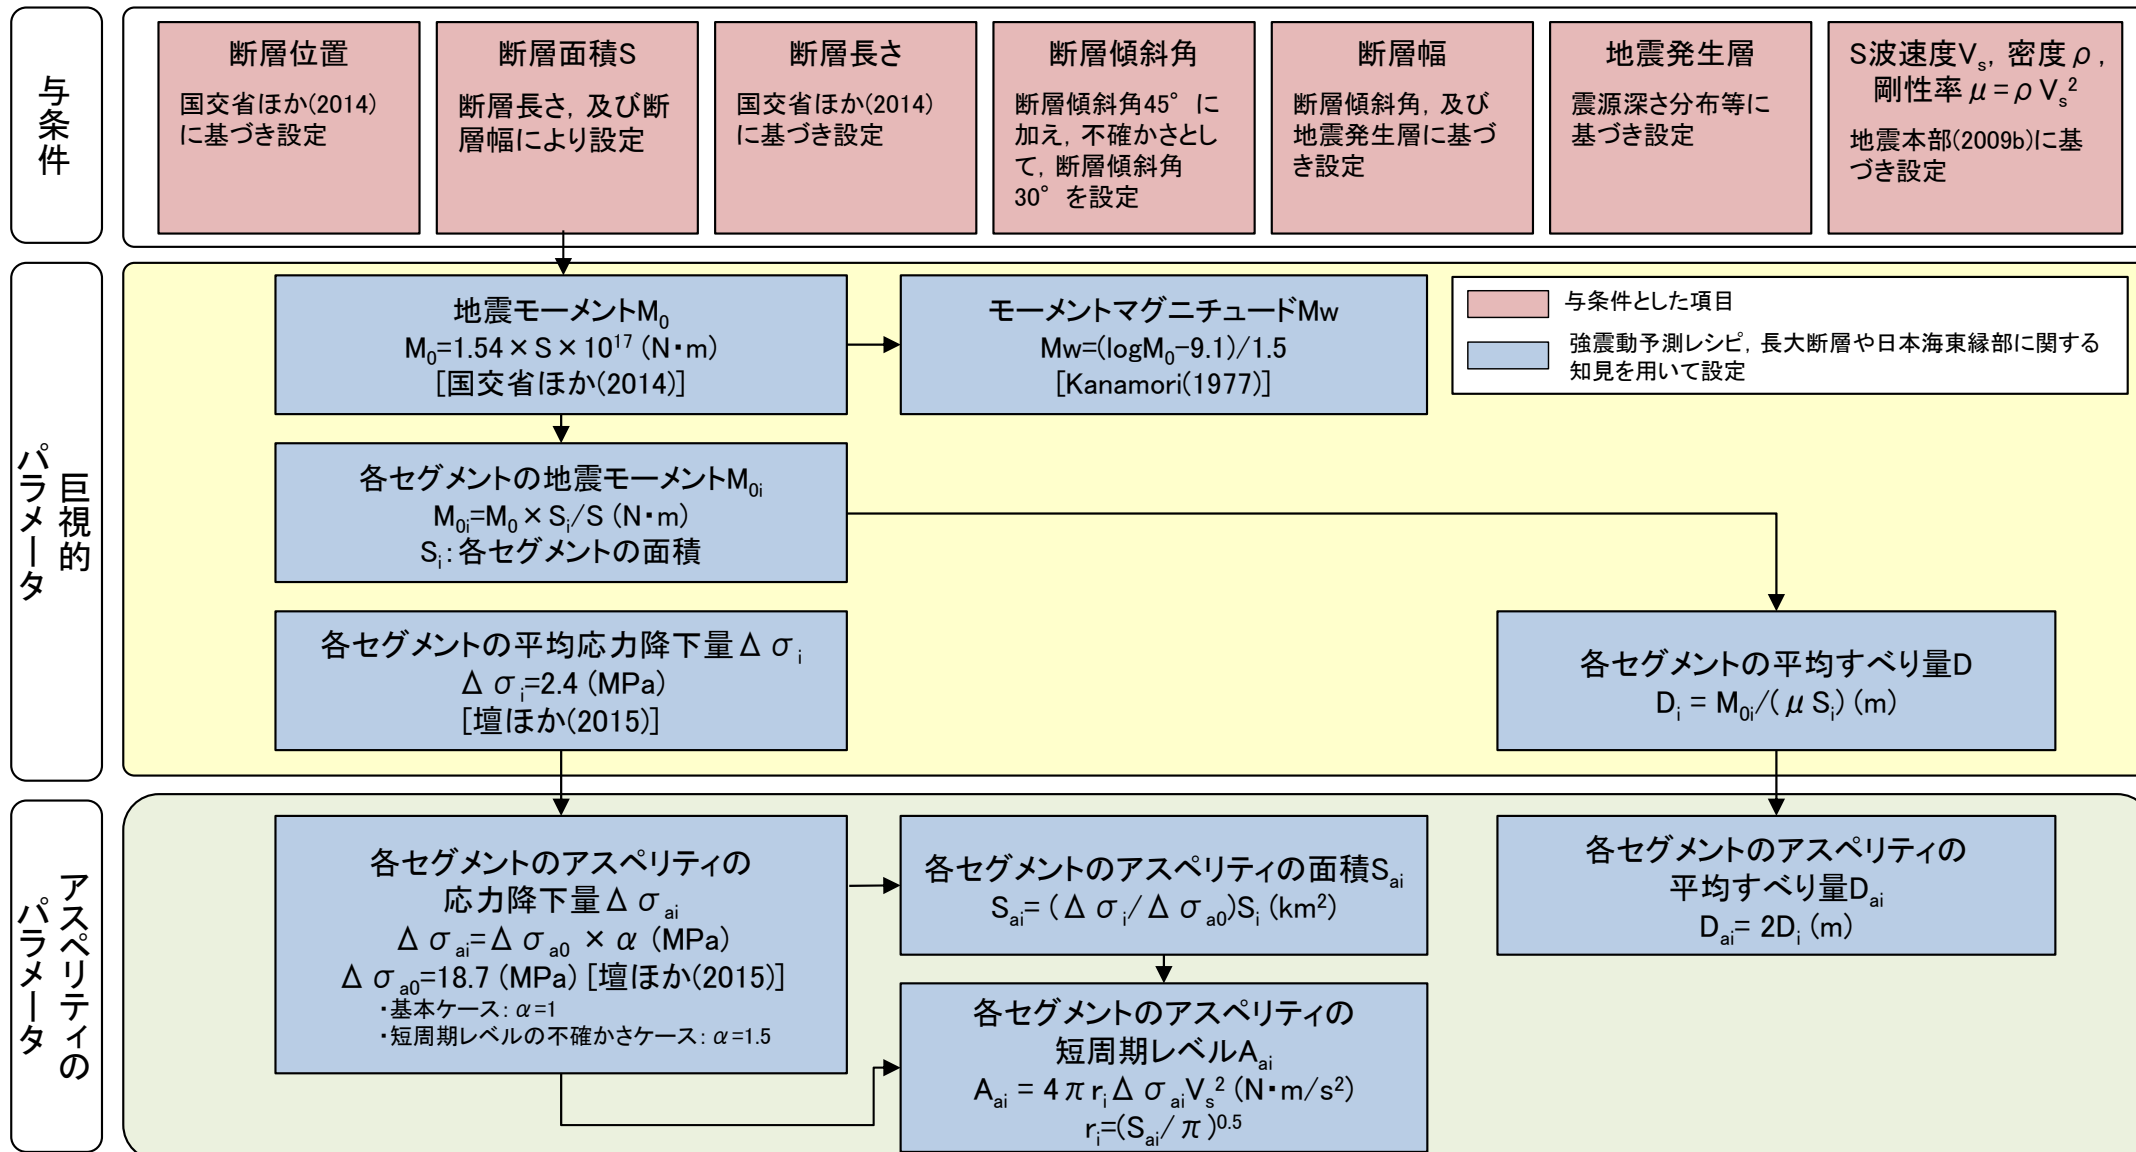 与条件
断層位置
国交省ほか(2014)
に基づき設定
断層面積S
断層長さ，及び断
層幅により設定
断層長さ
国交省ほか(2014)
に基づき設定
断層傾斜角
断層傾斜角45°に
加え，不確かさとし
て，断層傾斜角
30°を設定
断層幅
断層傾斜角，及び
地震発生層に基づ
き設定
地震発生層
震源深さ分布等に
基づき設定
S波速度Vs，密度ρ，
剛性率μ=ρVs²
地震本部(2009b)に基
づき設定
巨視的
パラメータ
地震モーメントM₀
M₀=1.54×S×10¹⁷ (N・m)
[国交省ほか(2014)]
モーメントマグニチュードMw
Mw=(logM₀-9.1)/1.5
[Kanamori(1977)]
与条件とした項目
強震動予測レシピ，長大断層や日本海東縁部に関する
知見を用いて設定
各セグメントの地震モーメントM₀i
M₀i=M₀×Si/S (N・m)
Si：各セグメントの面積
各セグメントの平均応力降下量Δσi
Δσi=2.4 (MPa)
[壇ほか(2015)]
各セグメントの平均すべり量D
Di = M₀i/(μSi) (m)
アスペリティの
パラメータ
各セグメントのアスペリティの
応力降下量Δσai
Δσai=Δσa0 ×α (MPa)
Δσa0=18.7 (MPa) [壇ほか(2015)]
・基本ケース：α=1
・短周期レベルの不確かさケース：α=1.5
各セグメントのアスペリティの面積Sai
Sai= (Δσi/Δσa0)Si (km²)
各セグメントのアスペリティの
短周期レベルAai
Aai = 4πriΔσaiVs² (N・m/s²)
ri=(Sai/π)⁰·⁵
各セグメントのアスペリティの
平均すべり量Dai
Dai= 2Di (m)